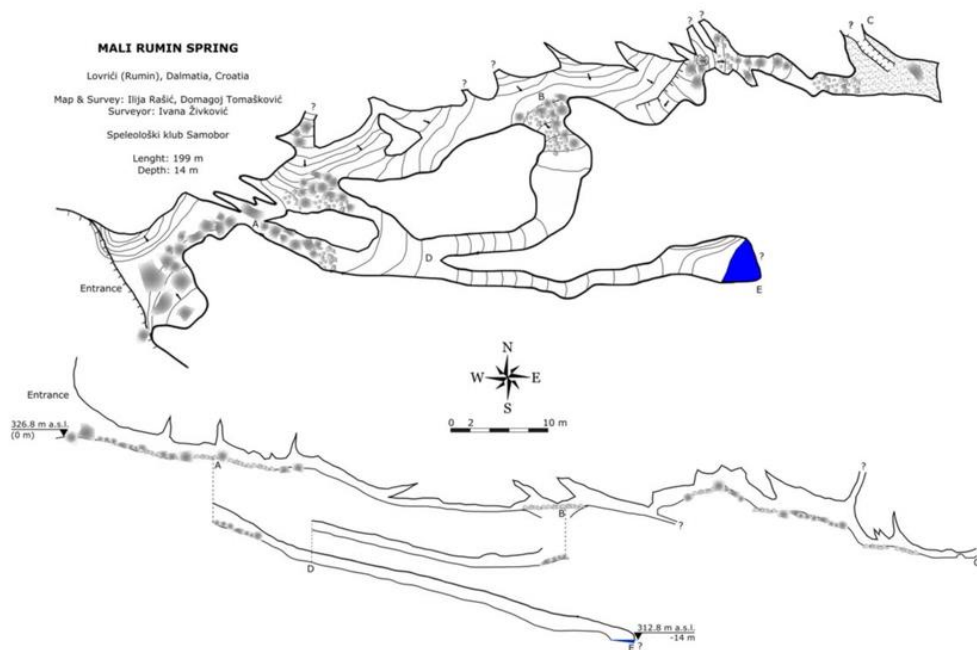 MALI RUMIN SPRING
Lovrići (Rumin), Dalmatia, Croatia
Map & Survey: Ilija Rašić, Domagoj Tomašković
Surveyor: Ivana Živković
Speleološki klub Samobor
Lenght: 199 m
Depth: 14 m
?
?
?
?
?
?
C
B
A
D
?
E
Entrance
N
W E
S
0 2 10 m
Entrance
326.8 m a.s.l.
(0 m)
A
B
?
?
C
D
312.8 m a.s.l.
-14 m
E ?